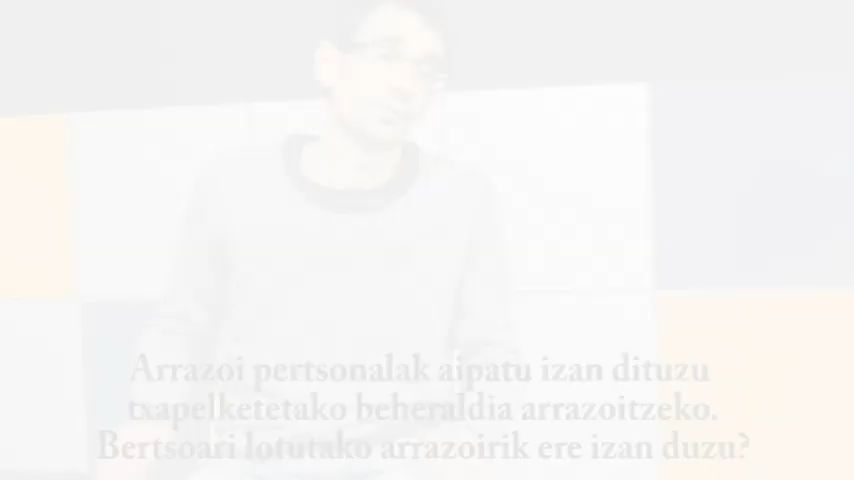 Arrazoi pertsonalak aipatu izan dituzu
txapelketetako beheraldia arrazoitzeko.
Bertsoari lotutako arrazoirik ere izan duzu?